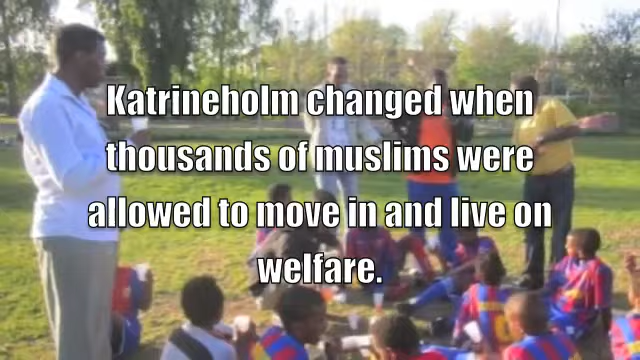 Katrineholm changed when
thousands of muslims were
allowed to move in and live on
welfare.